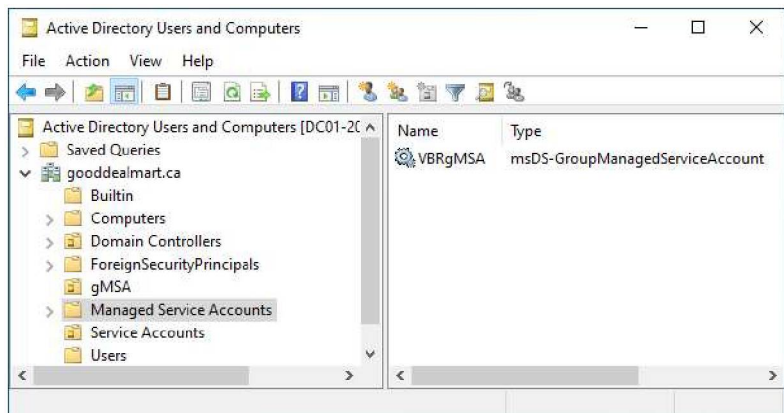 Active Directory Users and Computers
File Action View Help
Active Directory Users and Computers [DC01-20
Saved Queries
gooddealmart.ca
Builtin
Computers
Domain Controllers
ForeignSecurityPrincipals
gMSA
Managed Service Accounts
Service Accounts
Users
Name Type
VBRgMSA msDS-GroupManagedServiceAccount